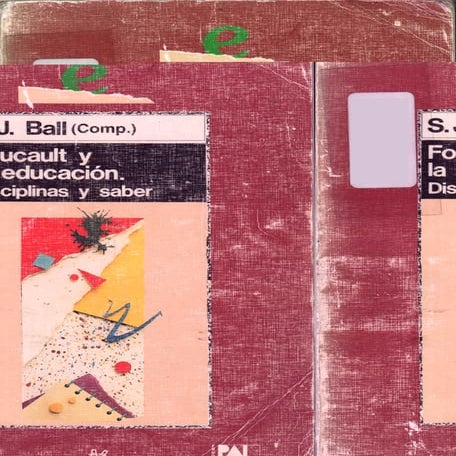 e
e
J. Ball (Comp.)
ucault y
educación.
ciplinas y saber
S.
Fo
la
Dis